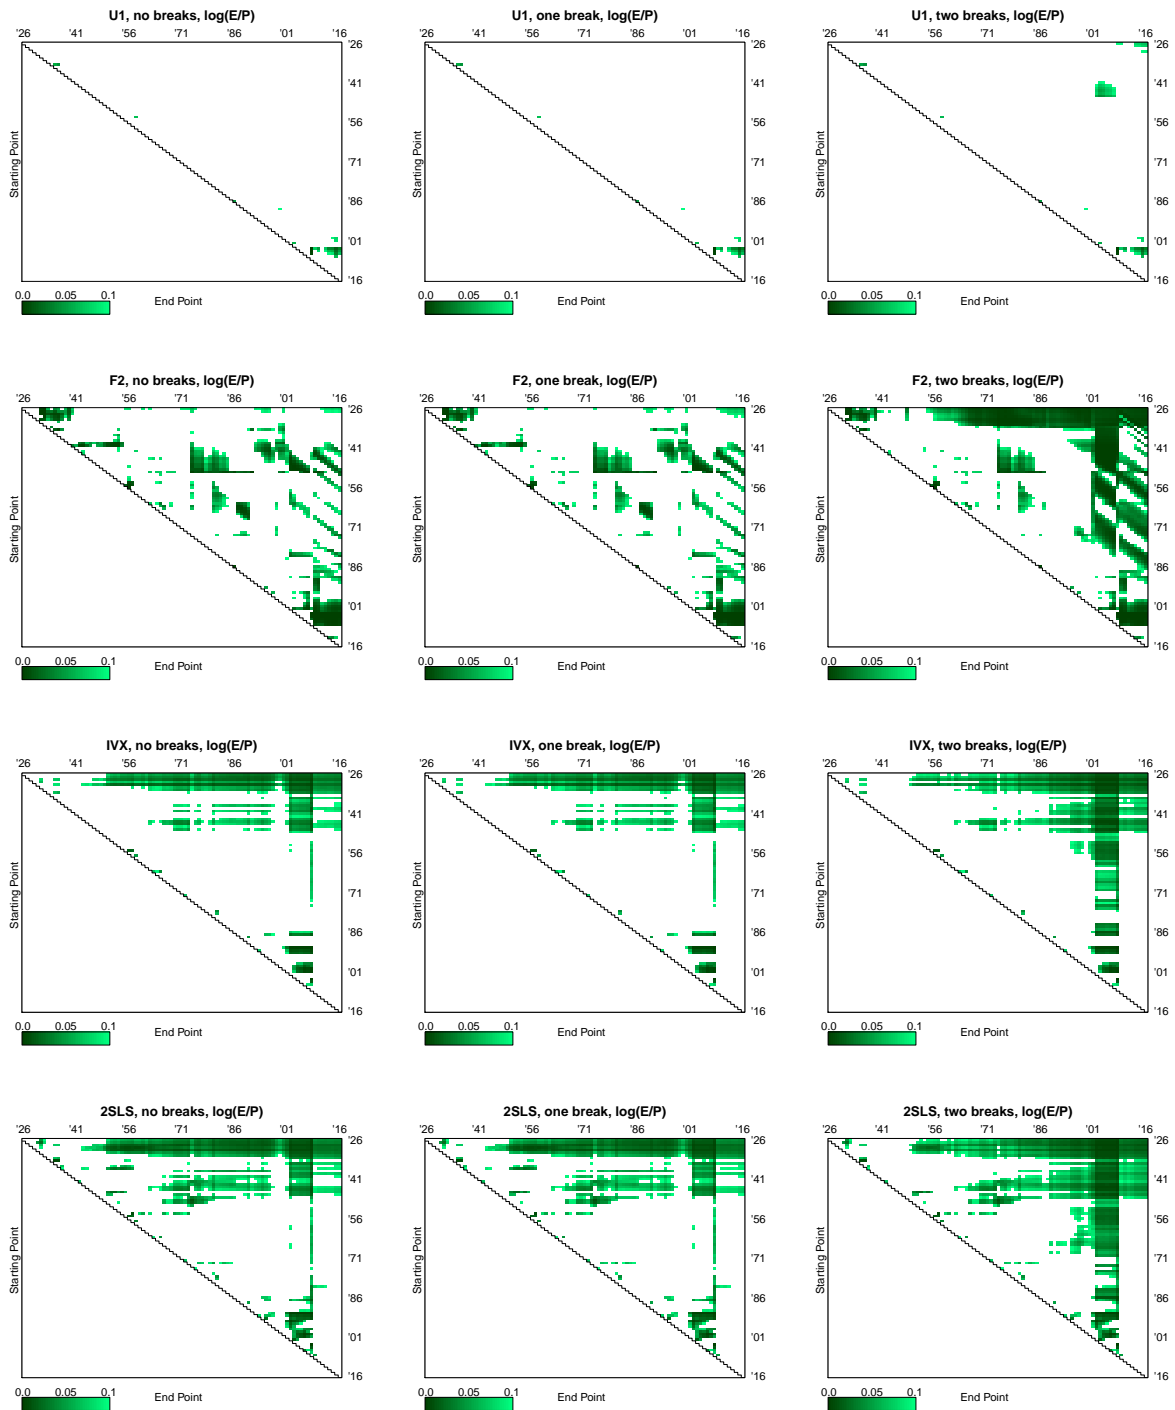 U1, no breaks, log(E/P)
'26 '41 '56 '71 '86 '01 '16
'26
'41
'56
'71
'86
'01
'16
Starting Point
End Point
0.0 0.05 0.1
U1, one break, log(E/P)
'26 '41 '56 '71 '86 '01 '16
'26
'41
'56
'71
'86
'01
'16
Starting Point
End Point
0.0 0.05 0.1
U1, two breaks, log(E/P)
'26 '41 '56 '71 '86 '01 '16
'26
'41
'56
'71
'86
'01
'16
Starting Point
End Point
0.0 0.05 0.1
F2, no breaks, log(E/P)
'26 '41 '56 '71 '86 '01 '16
'26
'41
'56
'71
'86
'01
'16
Starting Point
End Point
0.0 0.05 0.1
F2, one break, log(E/P)
'26 '41 '56 '71 '86 '01 '16
'26
'41
'56
'71
'86
'01
'16
Starting Point
End Point
0.0 0.05 0.1
F2, two breaks, log(E/P)
'26 '41 '56 '71 '86 '01 '16
'26
'41
'56
'71
'86
'01
'16
Starting Point
End Point
0.0 0.05 0.1
IVX, no breaks, log(E/P)
'26 '41 '56 '71 '86 '01 '16
'26
'41
'56
'71
'86
'01
'16
Starting Point
End Point
0.0 0.05 0.1
IVX, one break, log(E/P)
'26 '41 '56 '71 '86 '01 '16
'26
'41
'56
'71
'86
'01
'16
Starting Point
End Point
0.0 0.05 0.1
IVX, two breaks, log(E/P)
'26 '41 '56 '71 '86 '01 '16
'26
'41
'56
'71
'86
'01
'16
Starting Point
End Point
0.0 0.05 0.1
2SLS, no breaks, log(E/P)
'26 '41 '56 '71 '86 '01 '16
'26
'41
'56
'71
'86
'01
'16
Starting Point
End Point
0.0 0.05 0.1
2SLS, one break, log(E/P)
'26 '41 '56 '71 '86 '01 '16
'26
'41
'56
'71
'86
'01
'16
Starting Point
End Point
0.0 0.05 0.1
2SLS, two breaks, log(E/P)
'26 '41 '56 '71 '86 '01 '16
'26
'41
'56
'71
'86
'01
'16
Starting Point
End Point
0.0 0.05 0.1